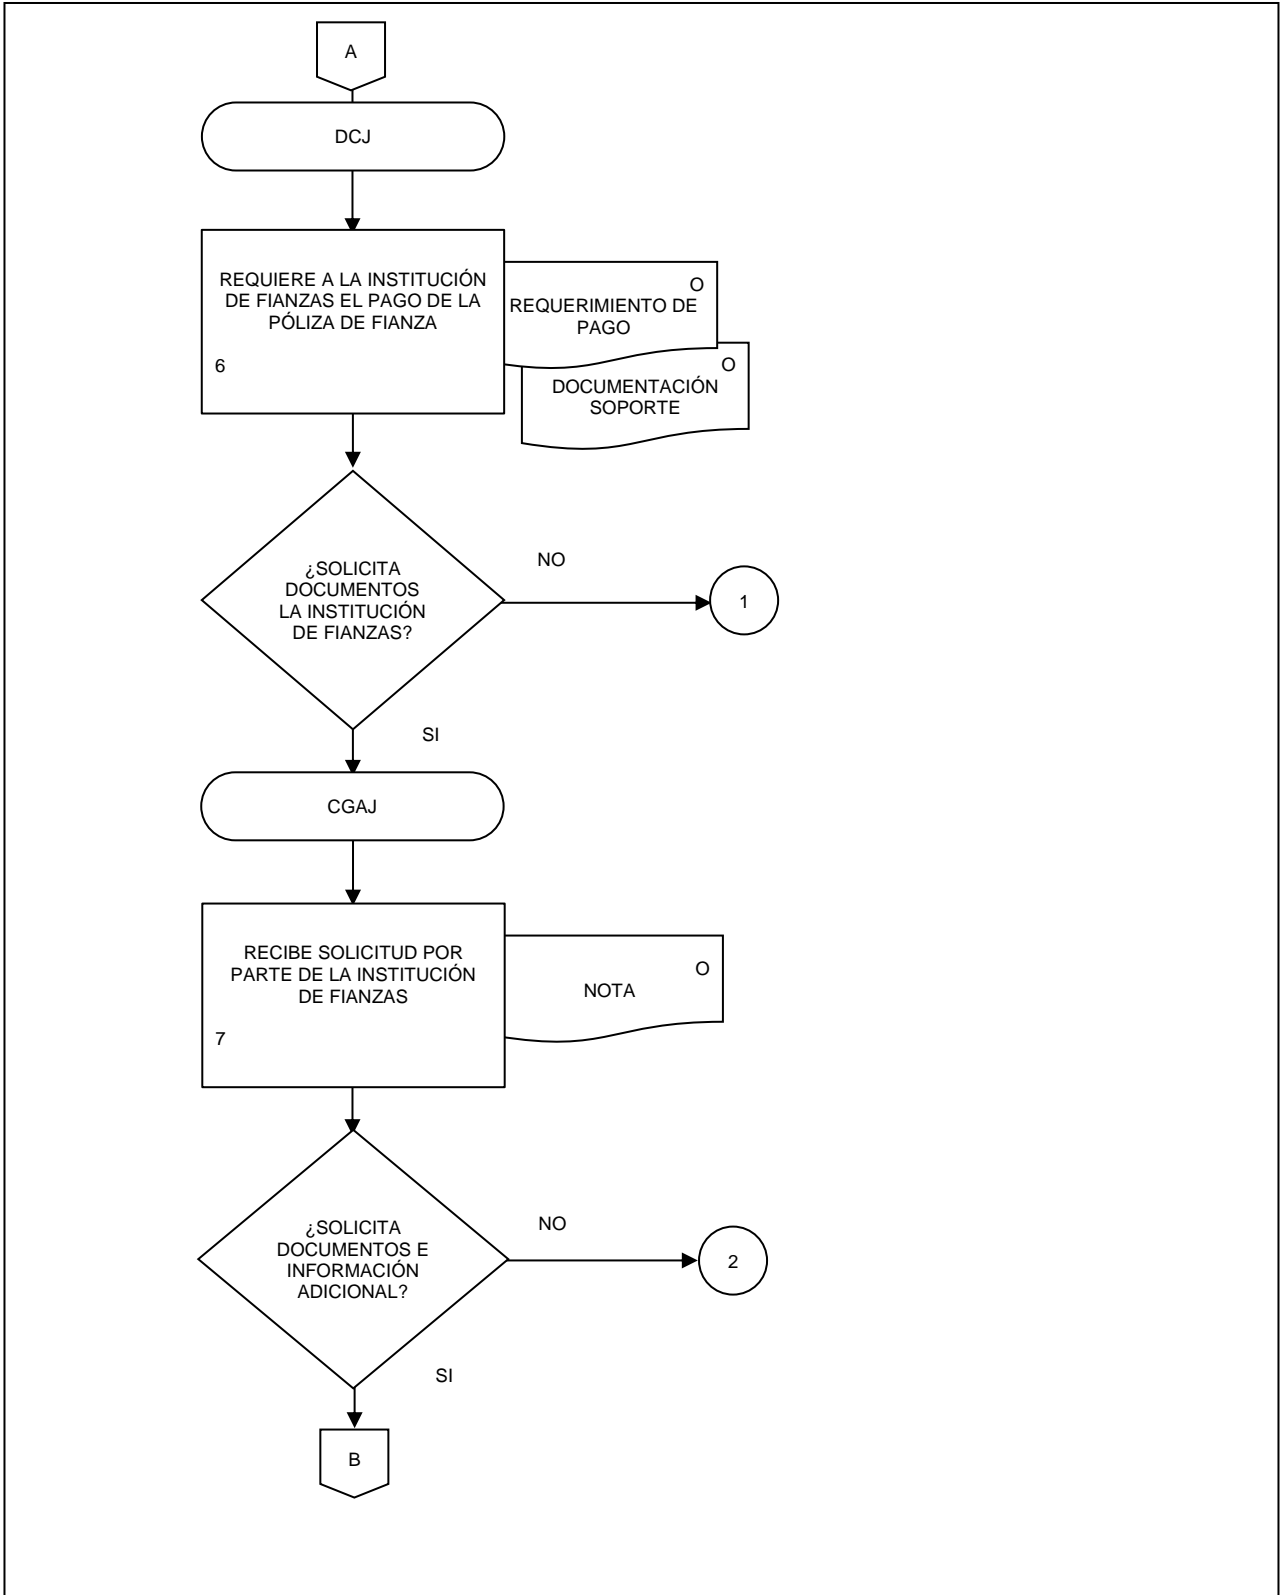 A
DCJ
REQUIERE A LA INSTITUCIÓN
DE FIANZAS EL PAGO DE LA
PÓLIZA DE FIANZA
6
O
REQUERIMIENTO DE
PAGO
O
DOCUMENTACIÓN
SOPORTE
¿SOLICITA
DOCUMENTOS
LA INSTITUCIÓN
DE FIANZAS?
NO
1
SI
CGAJ
RECIBE SOLICITUD POR
PARTE DE LA INSTITUCIÓN
DE FIANZAS
7
O
NOTA
¿SOLICITA
DOCUMENTOS E
INFORMACIÓN
ADICIONAL?
NO
2
SI
B